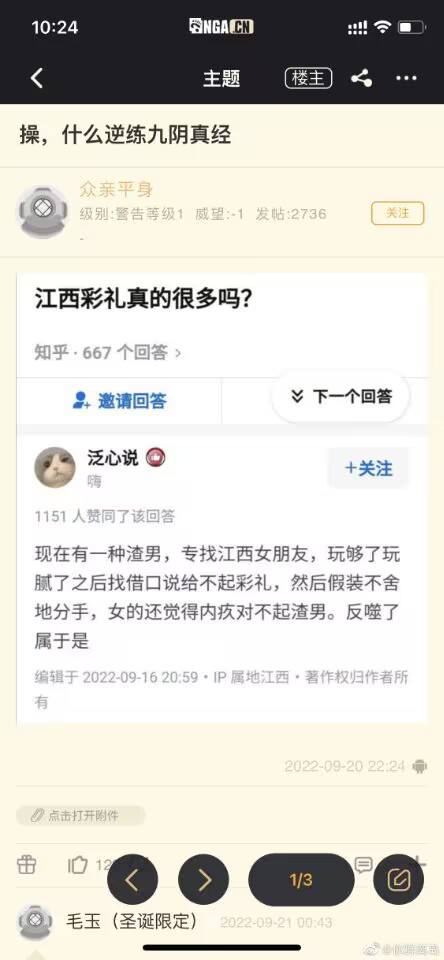 10:24
NGA.CN
主题
楼主
操，什么逆练九阴真经
众亲平身
级别:警告等级1 威望:-1 发帖:2736
关注
-
江西彩礼真的很多吗?
知乎 · 667 个回答 >
邀请回答
下一个回答
泛心说
嗨
+关注
1151 人赞同了该回答
现在有一种渣男，专找江西女朋友，玩够了玩
腻了之后找借口说给不起彩礼，然后假装不舍
地分手，女的还觉得内疚对不起渣男。反噬了
属于是
编辑于 2022-09-16 20:59 · IP 属地江西 · 著作权归作者所
有
2022-09-20 22:24
点击打开附件
1/3
毛玉（圣诞限定）
2022-09-21 00:43